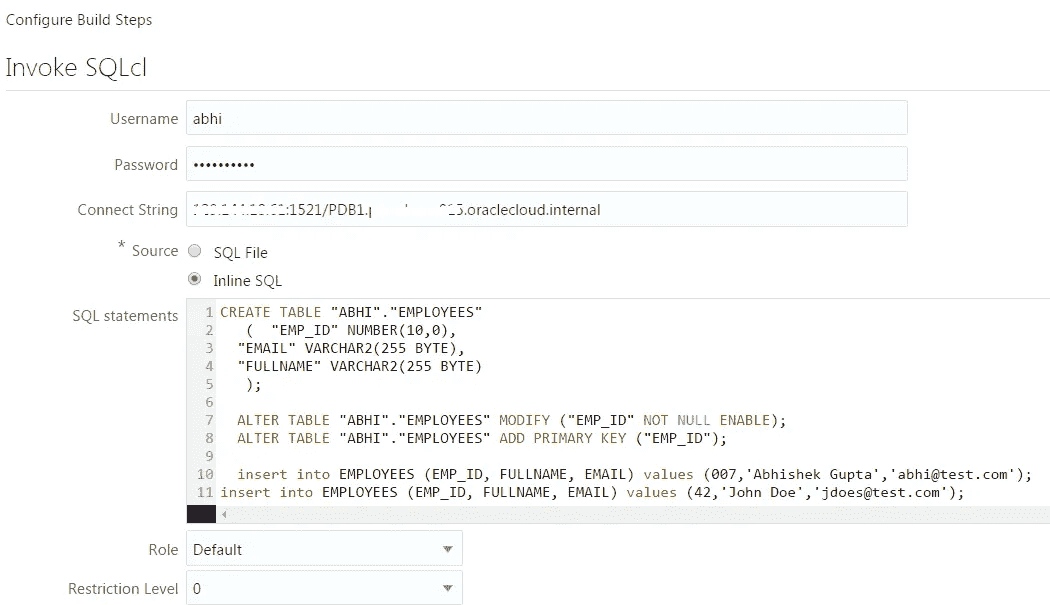 Configure Build Steps
Invoke SQLcl
Username abhi
Password ••••••••••
Connect String :1521/PDB1. .oraclecloud.internal
* Source SQL File
Inline SQL
SQL statements
1 CREATE TABLE "ABHI"."EMPLOYEES"
2 ( "EMP_ID" NUMBER(10,0),
3 "EMAIL" VARCHAR2(255 BYTE),
4 "FULLNAME" VARCHAR2(255 BYTE)
5 );
6
7 ALTER TABLE "ABHI"."EMPLOYEES" MODIFY ("EMP_ID" NOT NULL ENABLE);
8 ALTER TABLE "ABHI"."EMPLOYEES" ADD PRIMARY KEY ("EMP_ID");
9
10 insert into EMPLOYEES (EMP_ID, FULLNAME, EMAIL) values (007,'Abhishek Gupta','abhi@test.com');
11 insert into EMPLOYEES (EMP_ID, FULLNAME, EMAIL) values (42,'John Doe','jdoes@test.com');
Role Default
Restriction Level 0